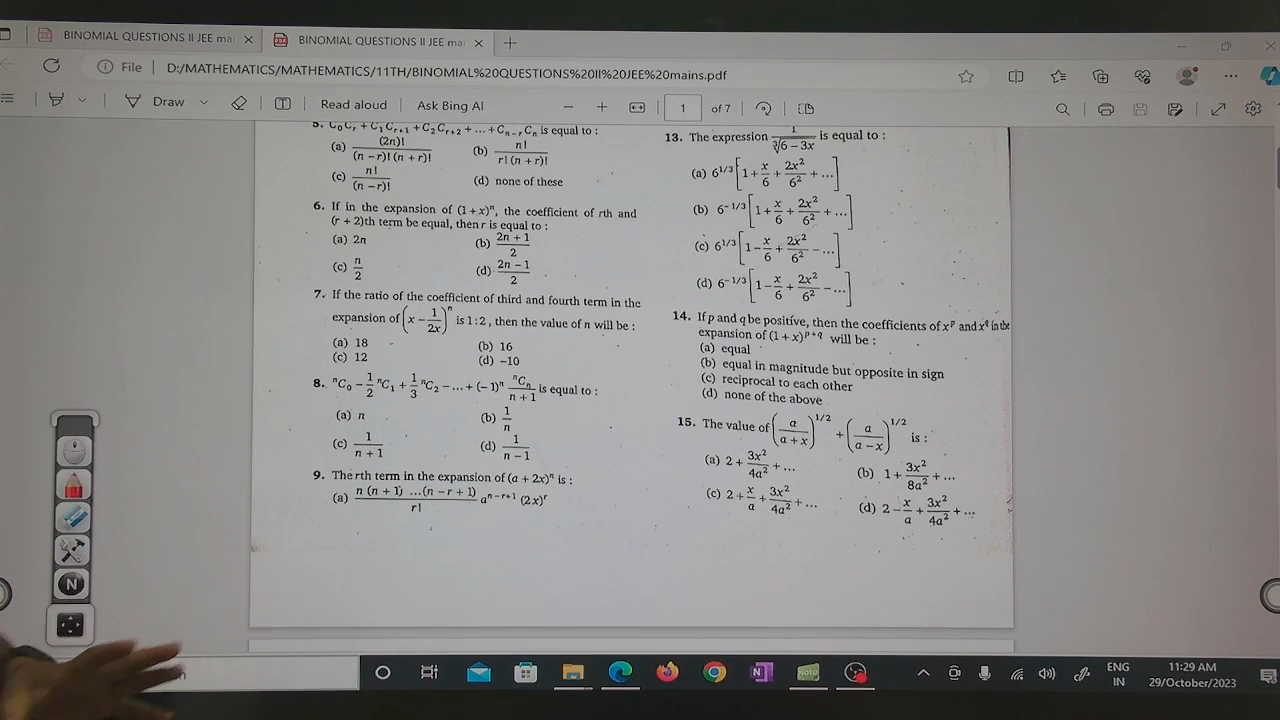 BINOMIAL QUESTIONS II JEE mai
BINOMIAL QUESTIONS II JEE mai
File D:/MATHEMATICS/MATHEMATICS/11TH/BINOMIAL%20QUESTIONS%20II%20JEE%20mains.pdf
Draw Read aloud Ask Bing AI 1 of 7
5. C₀Cᵣ + C₁Cᵣ₊₁ + C₂Cᵣ₊₂ + ... + Cₙ₋ᵣCₙ is equal to :
(a) (2n)!/((n − r)! (n + r)!) (b) n!/(r! (n + r)!)
(c) n!/(n − r)! (d) none of these
6. If in the expansion of (1 + x)ⁿ, the coefficient of rth and
(r + 2)th term be equal, then r is equal to :
(a) 2n (b) (2n + 1)/2
(c) n/2 (d) (2n − 1)/2
7. If the ratio of the coefficient of third and fourth term in the
expansion of (x − 1/(2x))ⁿ is 1 : 2, then the value of n will be :
(a) 18 (b) 16
(c) 12 (d) −10
8. ⁿC₀ − 1/2 ⁿC₁ + 1/3 ⁿC₂ − ... + (−1)ⁿ ⁿCₙ/(n + 1) is equal to :
(a) n (b) 1/n
(c) 1/(n + 1) (d) 1/(n − 1)
9. The rth term in the expansion of (a + 2x)ⁿ is :
(a) n (n + 1) ...(n − r + 1)/r! aⁿ⁻ʳ⁺¹ (2x)ʳ
13. The expression 1/∛(6 − 3x) is equal to :
(a) 6^(1/3) [1 + x/6 + 2x²/6² + ...]
(b) 6^(−1/3) [1 + x/6 + 2x²/6² + ...]
(c) 6^(1/3) [1 − x/6 + 2x²/6² − ...]
(d) 6^(−1/3) [1 − x/6 + 2x²/6² − ...]
14. If p and q be positive, then the coefficients of xᵖ and x^q in the
expansion of (1 + x)^(p+q) will be :
(a) equal
(b) equal in magnitude but opposite in sign
(c) reciprocal to each other
(d) none of the above
15. The value of (a/(a + x))^(1/2) + (a/(a − x))^(1/2) is :
(a) 2 + 3x²/4a² + ... (b) 1 + 3x²/8a² + ...
(c) 2 + x/a + 3x²/4a² + ... (d) 2 − x/a + 3x²/4a² + ...
N
ENG
IN
11:29 AM
29/October/2023